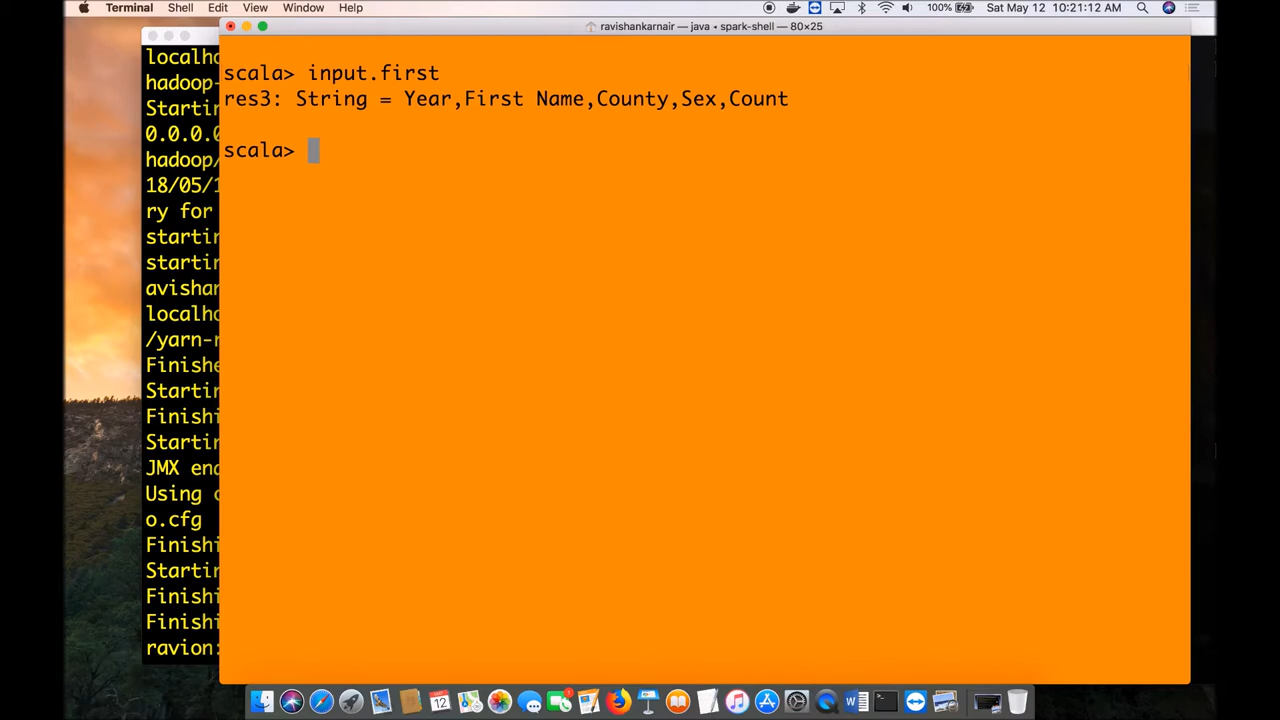 Terminal Shell Edit View Window Help 100% Sat May 12 10:21:12 AM
ravishankarnair — java • spark-shell — 80×25
scala> input.first
res3: String = Year,First Name,County,Sex,Count
scala>
localho
hadoop-
Startin
0.0.0.0
hadoop/
18/05/1
ry for
startin
startin
avishan
localho
/yarn-r
Finishe
Startin
Finishi
Startin
JMX ena
Using c
o.cfg
Finishi
Startin
Finishi
Finishi
ravion:
12